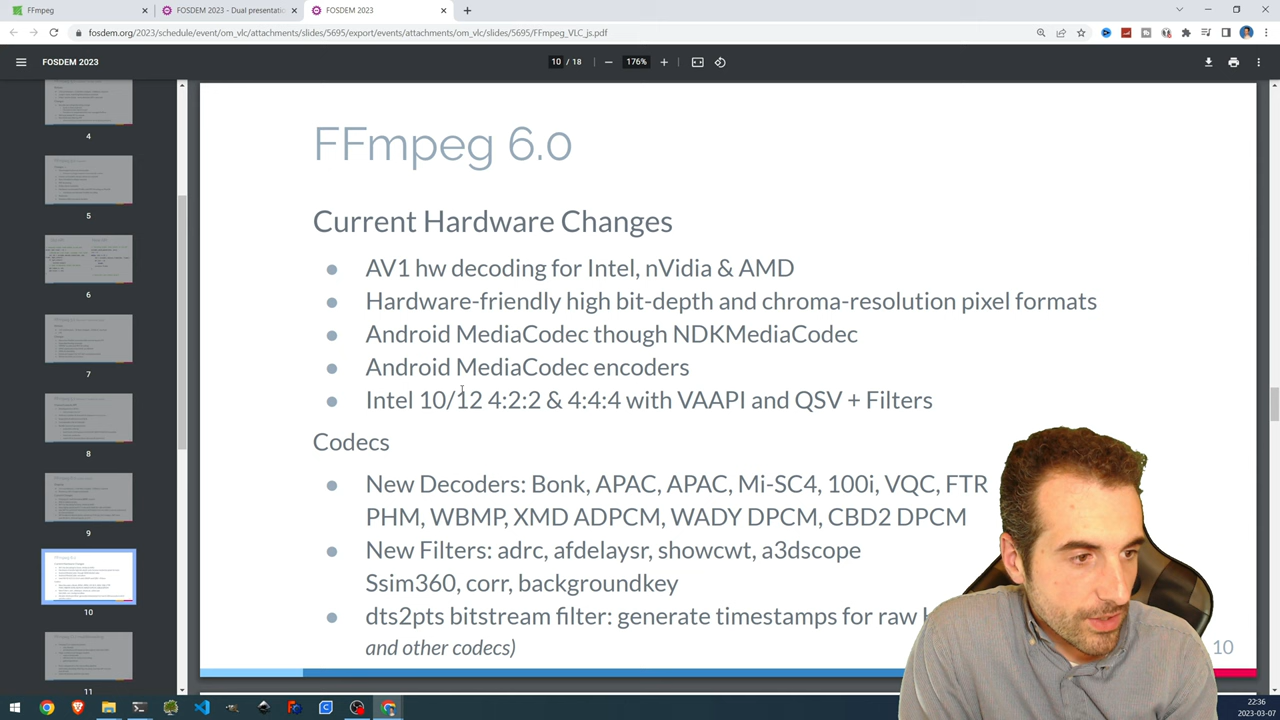 FFmpeg
FOSDEM 2023 - Dual presentatio
FOSDEM 2023
fosdem.org/2023/schedule/event/om_vlc/attachments/slides/5695/export/events/attachments/om_vlc/slides/5695/FFmpeg_VLC_js.pdf
FOSDEM 2023
10 / 18
176%
4
5
6
7
8
9
10
11
FFmpeg 6.0
Current Hardware Changes
AV1 hw decoding for Intel, nVidia & AMD
Hardware-friendly high bit-depth and chroma-resolution pixel formats
Android MediaCodec though NDKMediaCodec
Android MediaCodec encoders
Intel 10/12 4:2:2 & 4:4:4 with VAAPI and QSV + Filters
Codecs
New Decoders: Bonk, APAC, APAC, Mi-SC4, 100i, VQC, FTR
PHM, WBMP, XMD ADPCM, WADY DPCM, CBD2 DPCM
New Filters: adrc, afdelaysr, showcwt, a3dscope
Ssim360, corr, backgroundkey
dts2pts bitstream filter: generate timestamps for raw
and other codecs)
10
22:36
2023-03-07